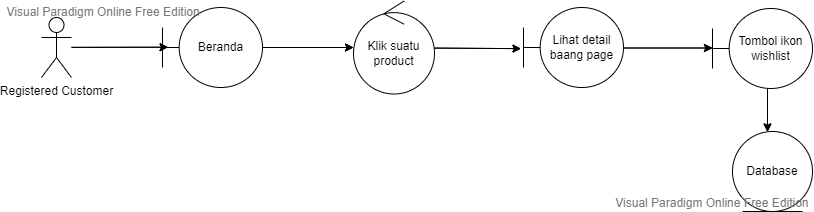 Visual Paradigm Online Free Edition
Registered Customer
Beranda
Klik suatu
product
Lihat detail
baang page
Tombol ikon
wishlist
Database
Visual Paradigm Online Free Edition